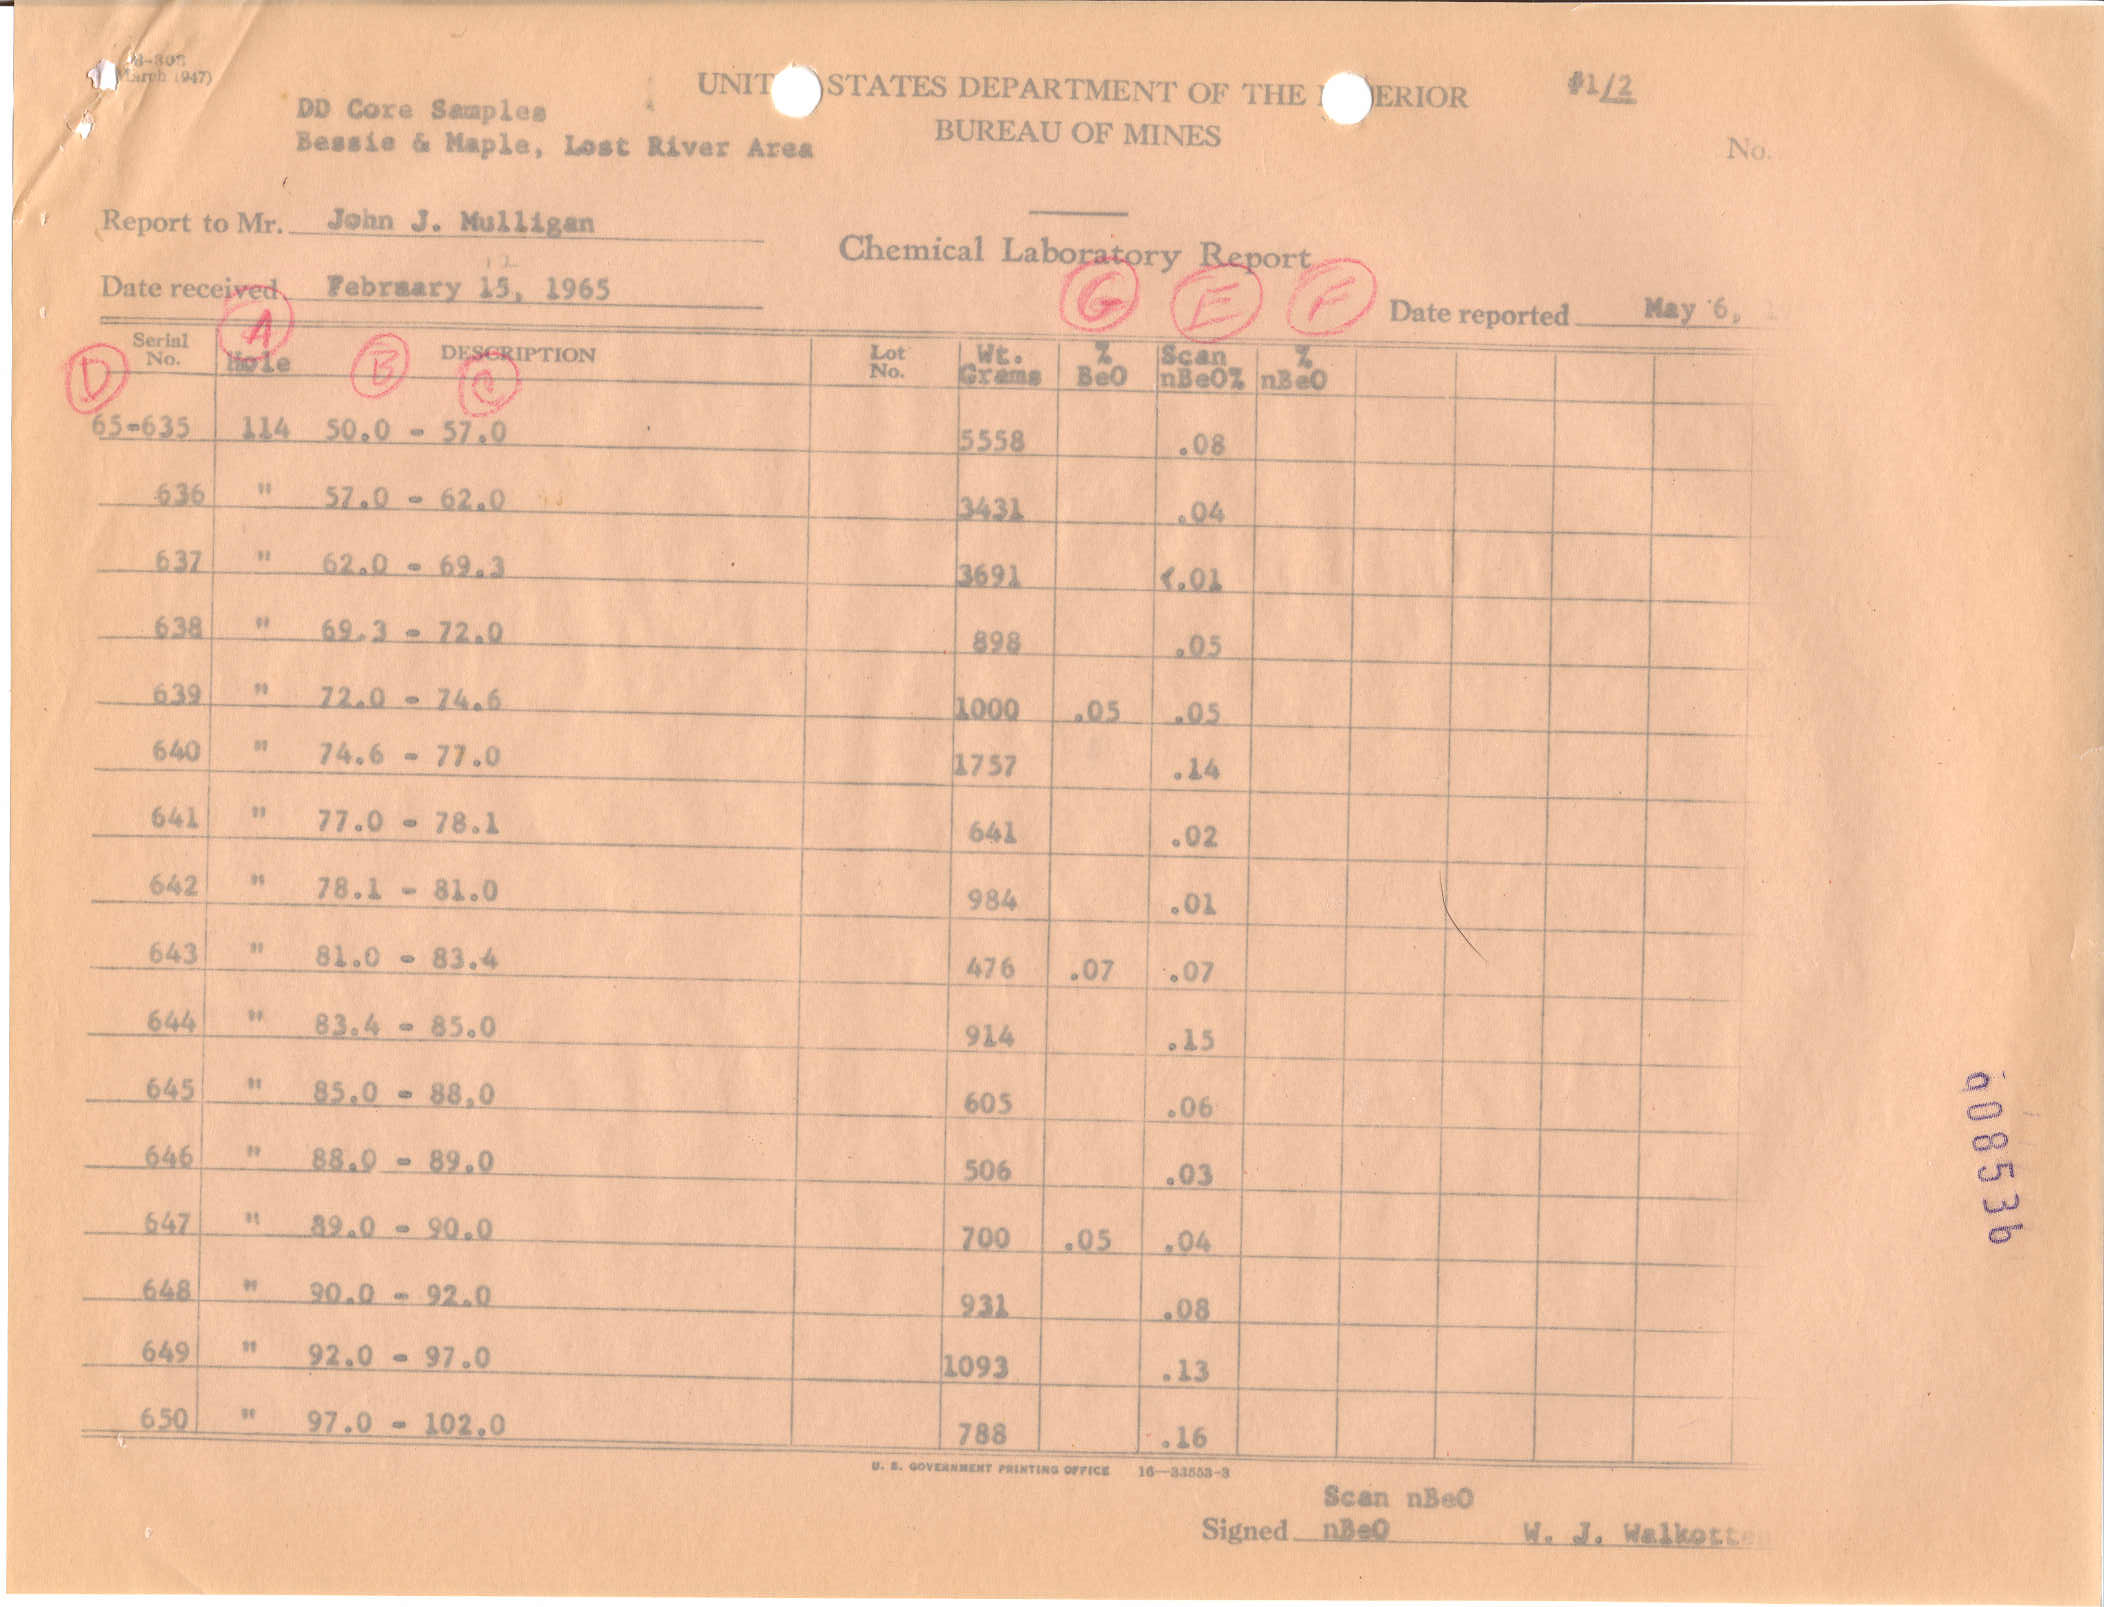 (March 1947)
UNIT STATES DEPARTMENT OF THE ERIOR
#1/2
DD Core Samples
Bessie & Maple, Lost River Area
BUREAU OF MINES
No.
Report to Mr. John J. Mulligan
Chemical Laboratory Report
Date received February 15, 1965
12
Date reported May 6,
G E F
A
D B C
Serial No. Hole DESCRIPTION Lot No. Wt. Grams % BeO Scan nBeO% % nBeO
65-635 114 50.0 - 57.0 5558 .08
636 " 57.0 - 62.0 3431 .04
637 " 62.0 - 69.3 3691 <.01
638 " 69.3 - 72.0 898 .05
639 " 72.0 - 74.6 1000 .05 .05
640 " 74.6 - 77.0 1757 .14
641 " 77.0 - 78.1 641 .02
642 " 78.1 - 81.0 984 .01
643 " 81.0 - 83.4 476 .07 .07
644 " 83.4 - 85.0 914 .15
645 " 85.0 - 88.0 605 .06
646 " 88.0 - 89.0 506 .03
647 " 89.0 - 90.0 700 .05 .04
648 " 90.0 - 92.0 931 .08
649 " 92.0 - 97.0 1093 .13
650 " 97.0 - 102.0 788 .16
U. S. GOVERNMENT PRINTING OFFICE 16—33553-3
Scan nBeO
Signed nBeO W. J. Walkotten